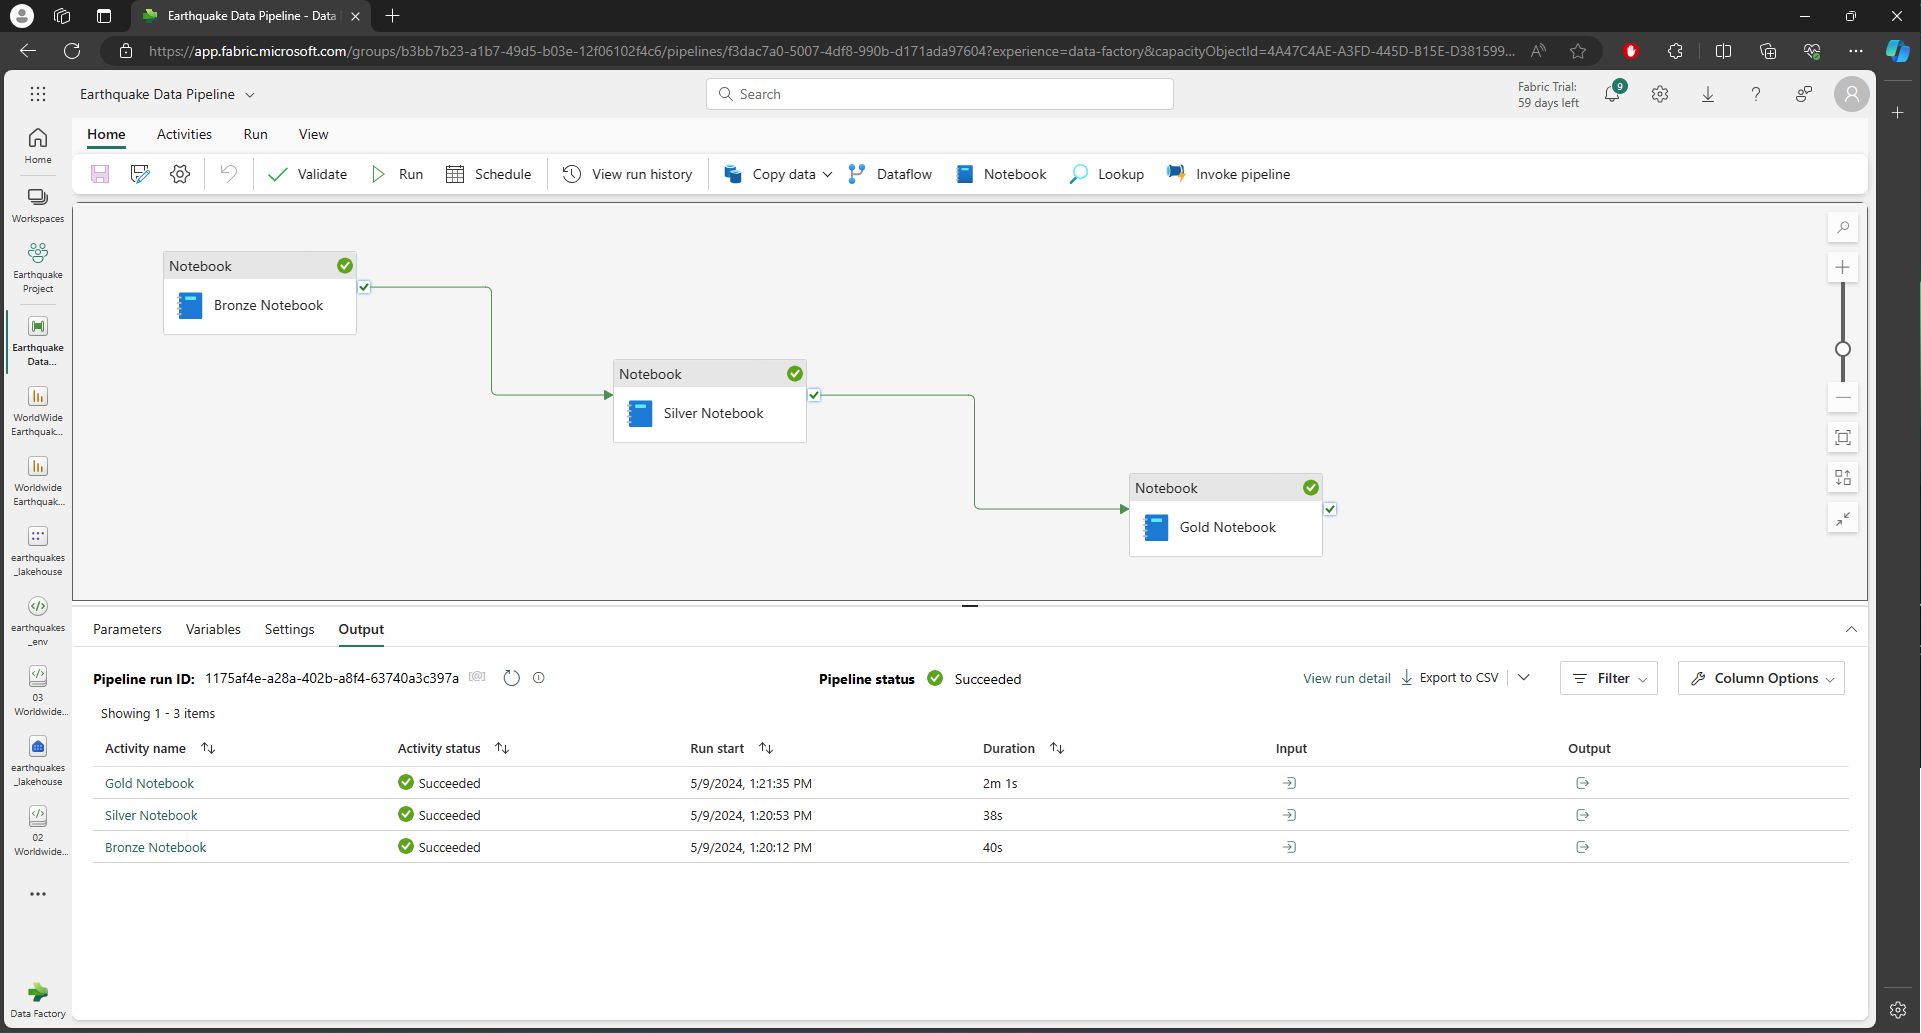 Earthquake Data Pipeline - Data
https://app.fabric.microsoft.com/groups/b3bb7b23-a1b7-49d5-b03e-12f06102f4c6/pipelines/f3dac7a0-5007-4df8-990b-d171ada97604?experience=data-factory&capacityObjectId=4A47C4AE-A3FD-445D-B15E-D381599...
Earthquake Data Pipeline
Search
Fabric Trial:
59 days left
9
Home
Activities
Run
View
Validate
Run
Schedule
View run history
Copy data
Dataflow
Notebook
Lookup
Invoke pipeline
Home
Workspaces
Earthquake
Project
Earthquake
Data...
WorldWide
Earthquak...
Worldwide
Earthquak...
earthquakes
_lakehouse
earthquakes
_env
03
Worldwide...
earthquakes
_lakehouse
02
Worldwide...
Data Factory
Notebook
Bronze Notebook
Notebook
Silver Notebook
Notebook
Gold Notebook
Parameters
Variables
Settings
Output
Pipeline run ID: 1175af4e-a28a-402b-a8f4-63740a3c397a
Pipeline status Succeeded
View run detail
Export to CSV
Filter
Column Options
Showing 1 - 3 items
Activity name Activity status Run start Duration Input Output
Gold Notebook Succeeded 5/9/2024, 1:21:35 PM 2m 1s
Silver Notebook Succeeded 5/9/2024, 1:20:53 PM 38s
Bronze Notebook Succeeded 5/9/2024, 1:20:12 PM 40s